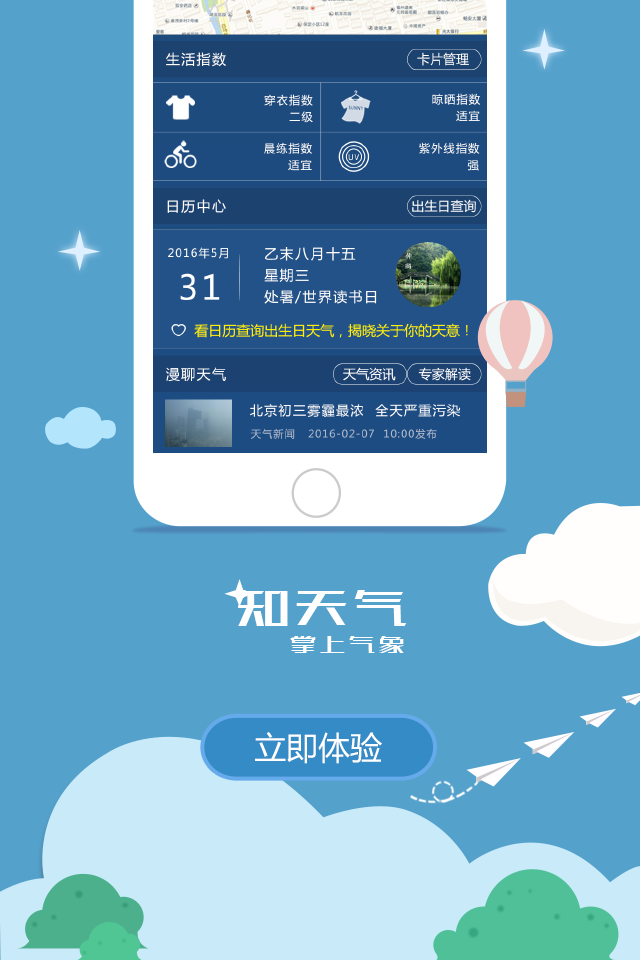 生活指数
卡片管理
穿衣指数
二级
晾晒指数
适宜
SUNNY
晨练指数
适宜
UV
紫外线指数
强
日历中心
出生日查询
2016年5月
31
乙未八月十五
星期三
处暑/世界读书日
看日历查询出生日天气，揭晓关于你的天意！
漫聊天气
天气资讯
专家解读
北京初三雾霾最浓 全天严重污染
天气新闻 2016-02-07 10:00发布
知天气
掌上气象
立即体验